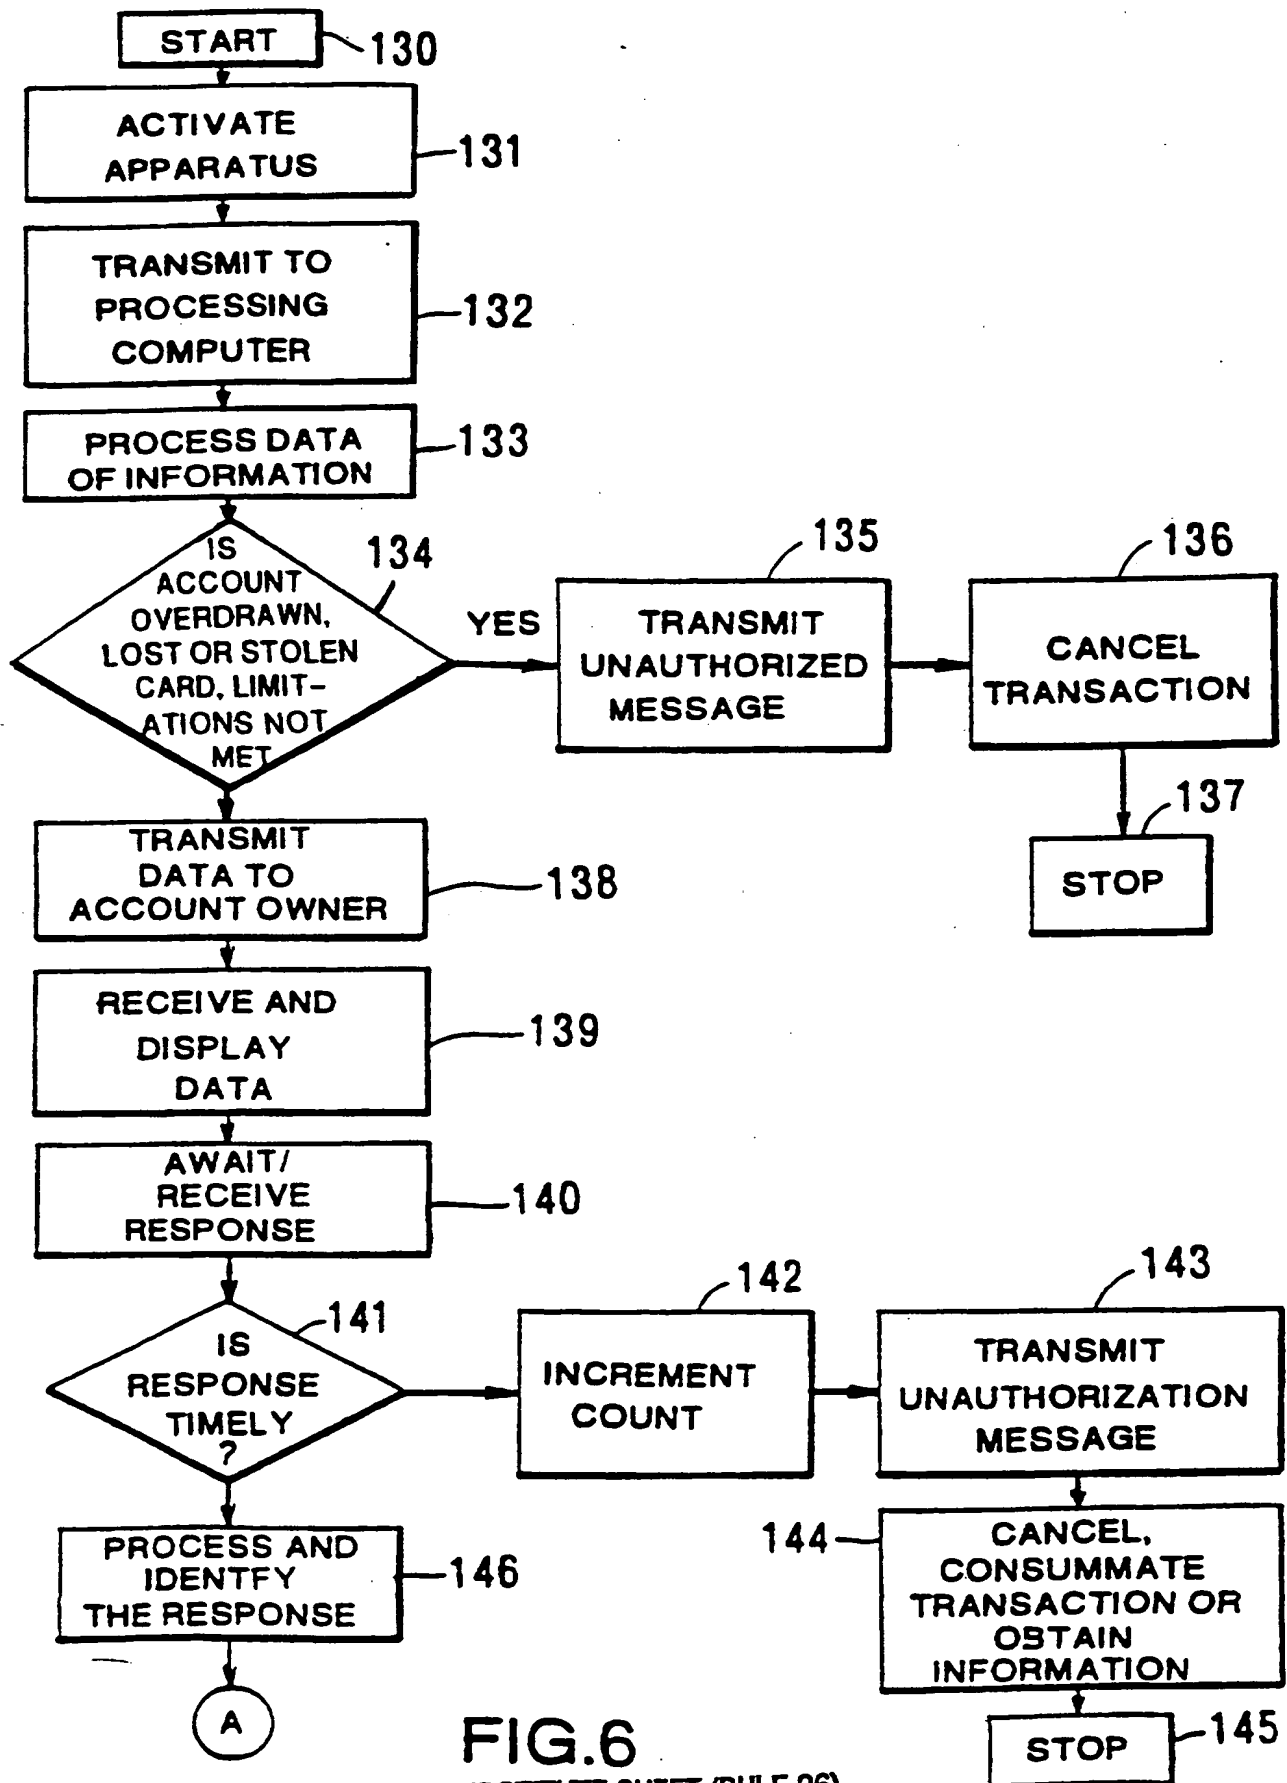 START
130
ACTIVATE
APPARATUS
131
TRANSMIT TO
PROCESSING
COMPUTER
132
PROCESS DATA
OF INFORMATION
133
IS
ACCOUNT
OVERDRAWN,
LOST OR STOLEN
CARD, LIMIT-
ATIONS NOT
MET
134
YES
TRANSMIT
UNAUTHORIZED
MESSAGE
135
CANCEL
TRANSACTION
136
STOP
137
TRANSMIT
DATA TO
ACCOUNT OWNER
138
RECEIVE AND
DISPLAY
DATA
139
AWAIT/
RECEIVE
RESPONSE
140
IS
RESPONSE
TIMELY
?
141
INCREMENT
COUNT
142
TRANSMIT
UNAUTHORIZATION
MESSAGE
143
CANCEL,
CONSUMMATE
TRANSACTION OR
OBTAIN
INFORMATION
144
STOP
145
PROCESS AND
IDENTFY
THE RESPONSE
146
A
FIG.6